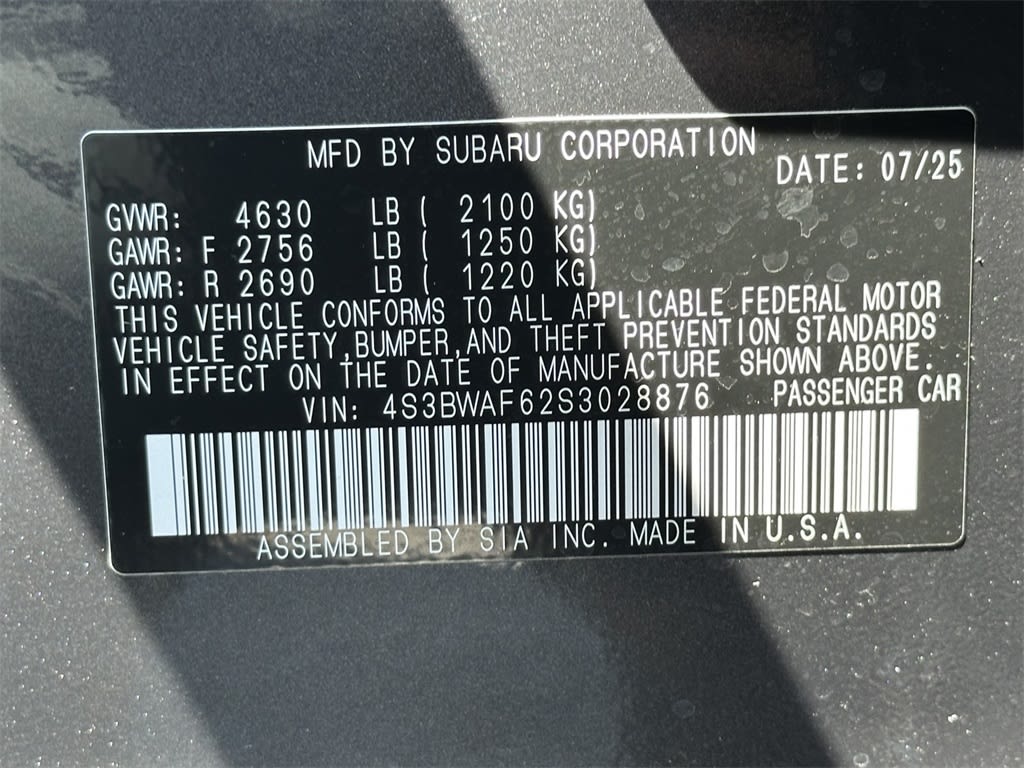 MFD BY SUBARU CORPORATION DATE: 07/25
GVWR: 4630 LB ( 2100 KG)
GAWR: F 2756 LB ( 1250 KG)
GAWR: R 2690 LB ( 1220 KG)
THIS VEHICLE CONFORMS TO ALL APPLICABLE FEDERAL MOTOR
VEHICLE SAFETY, BUMPER, AND THEFT PREVENTION STANDARDS
IN EFFECT ON THE DATE OF MANUFACTURE SHOWN ABOVE.
VIN: 4S3BWAF62S3028876 PASSENGER CAR
ASSEMBLED BY SIA INC. MADE IN U.S.A.